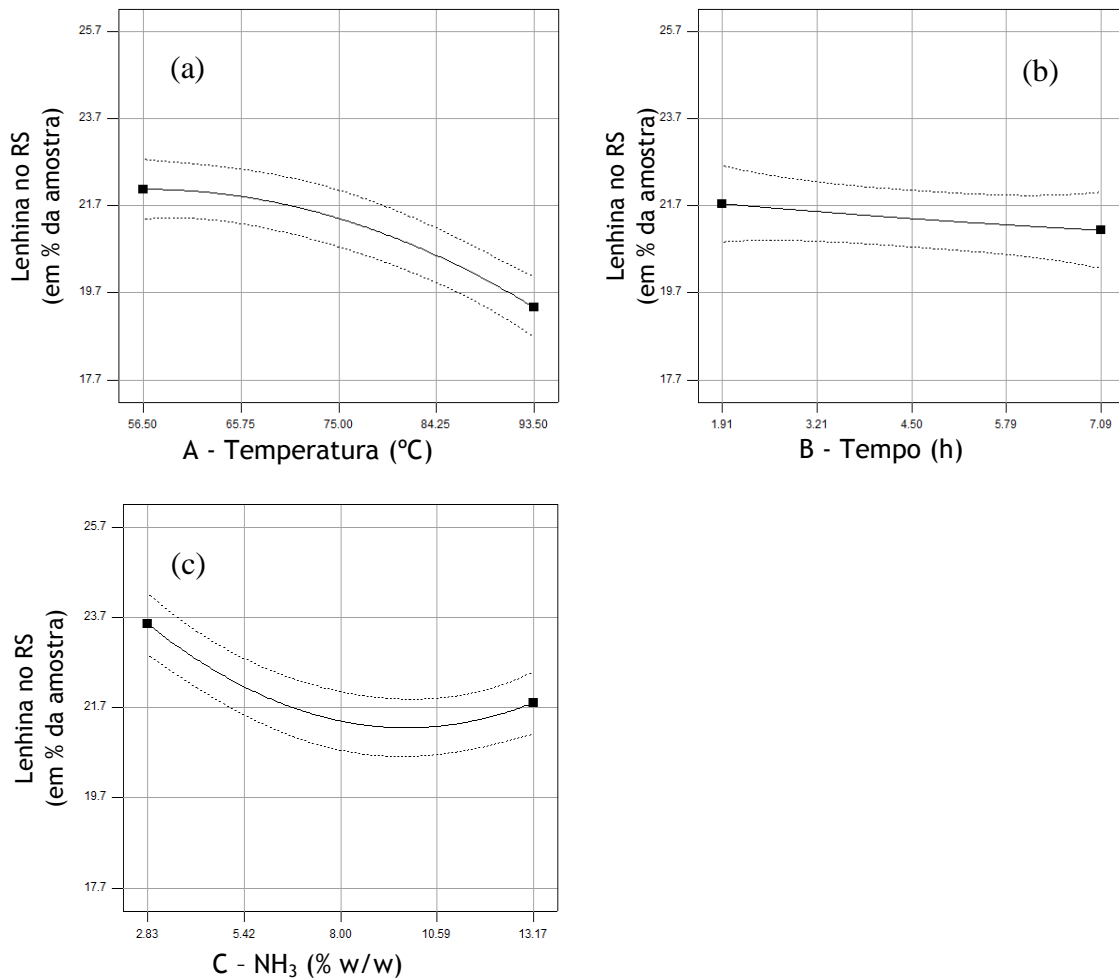 (a)
Lenhina no RS
(em % da amostra)
25.7
23.7
21.7
19.7
17.7
56.50 65.75 75.00 84.25 93.50
A - Temperatura (ºC)
(b)
Lenhina no RS
(em % da amostra)
25.7
23.7
21.7
19.7
17.7
1.91 3.21 4.50 5.79 7.09
B - Tempo (h)
(c)
Lenhina no RS
(em % da amostra)
25.7
23.7
21.7
19.7
17.7
2.83 5.42 8.00 10.59 13.17
C – NH₃ (% w/w)